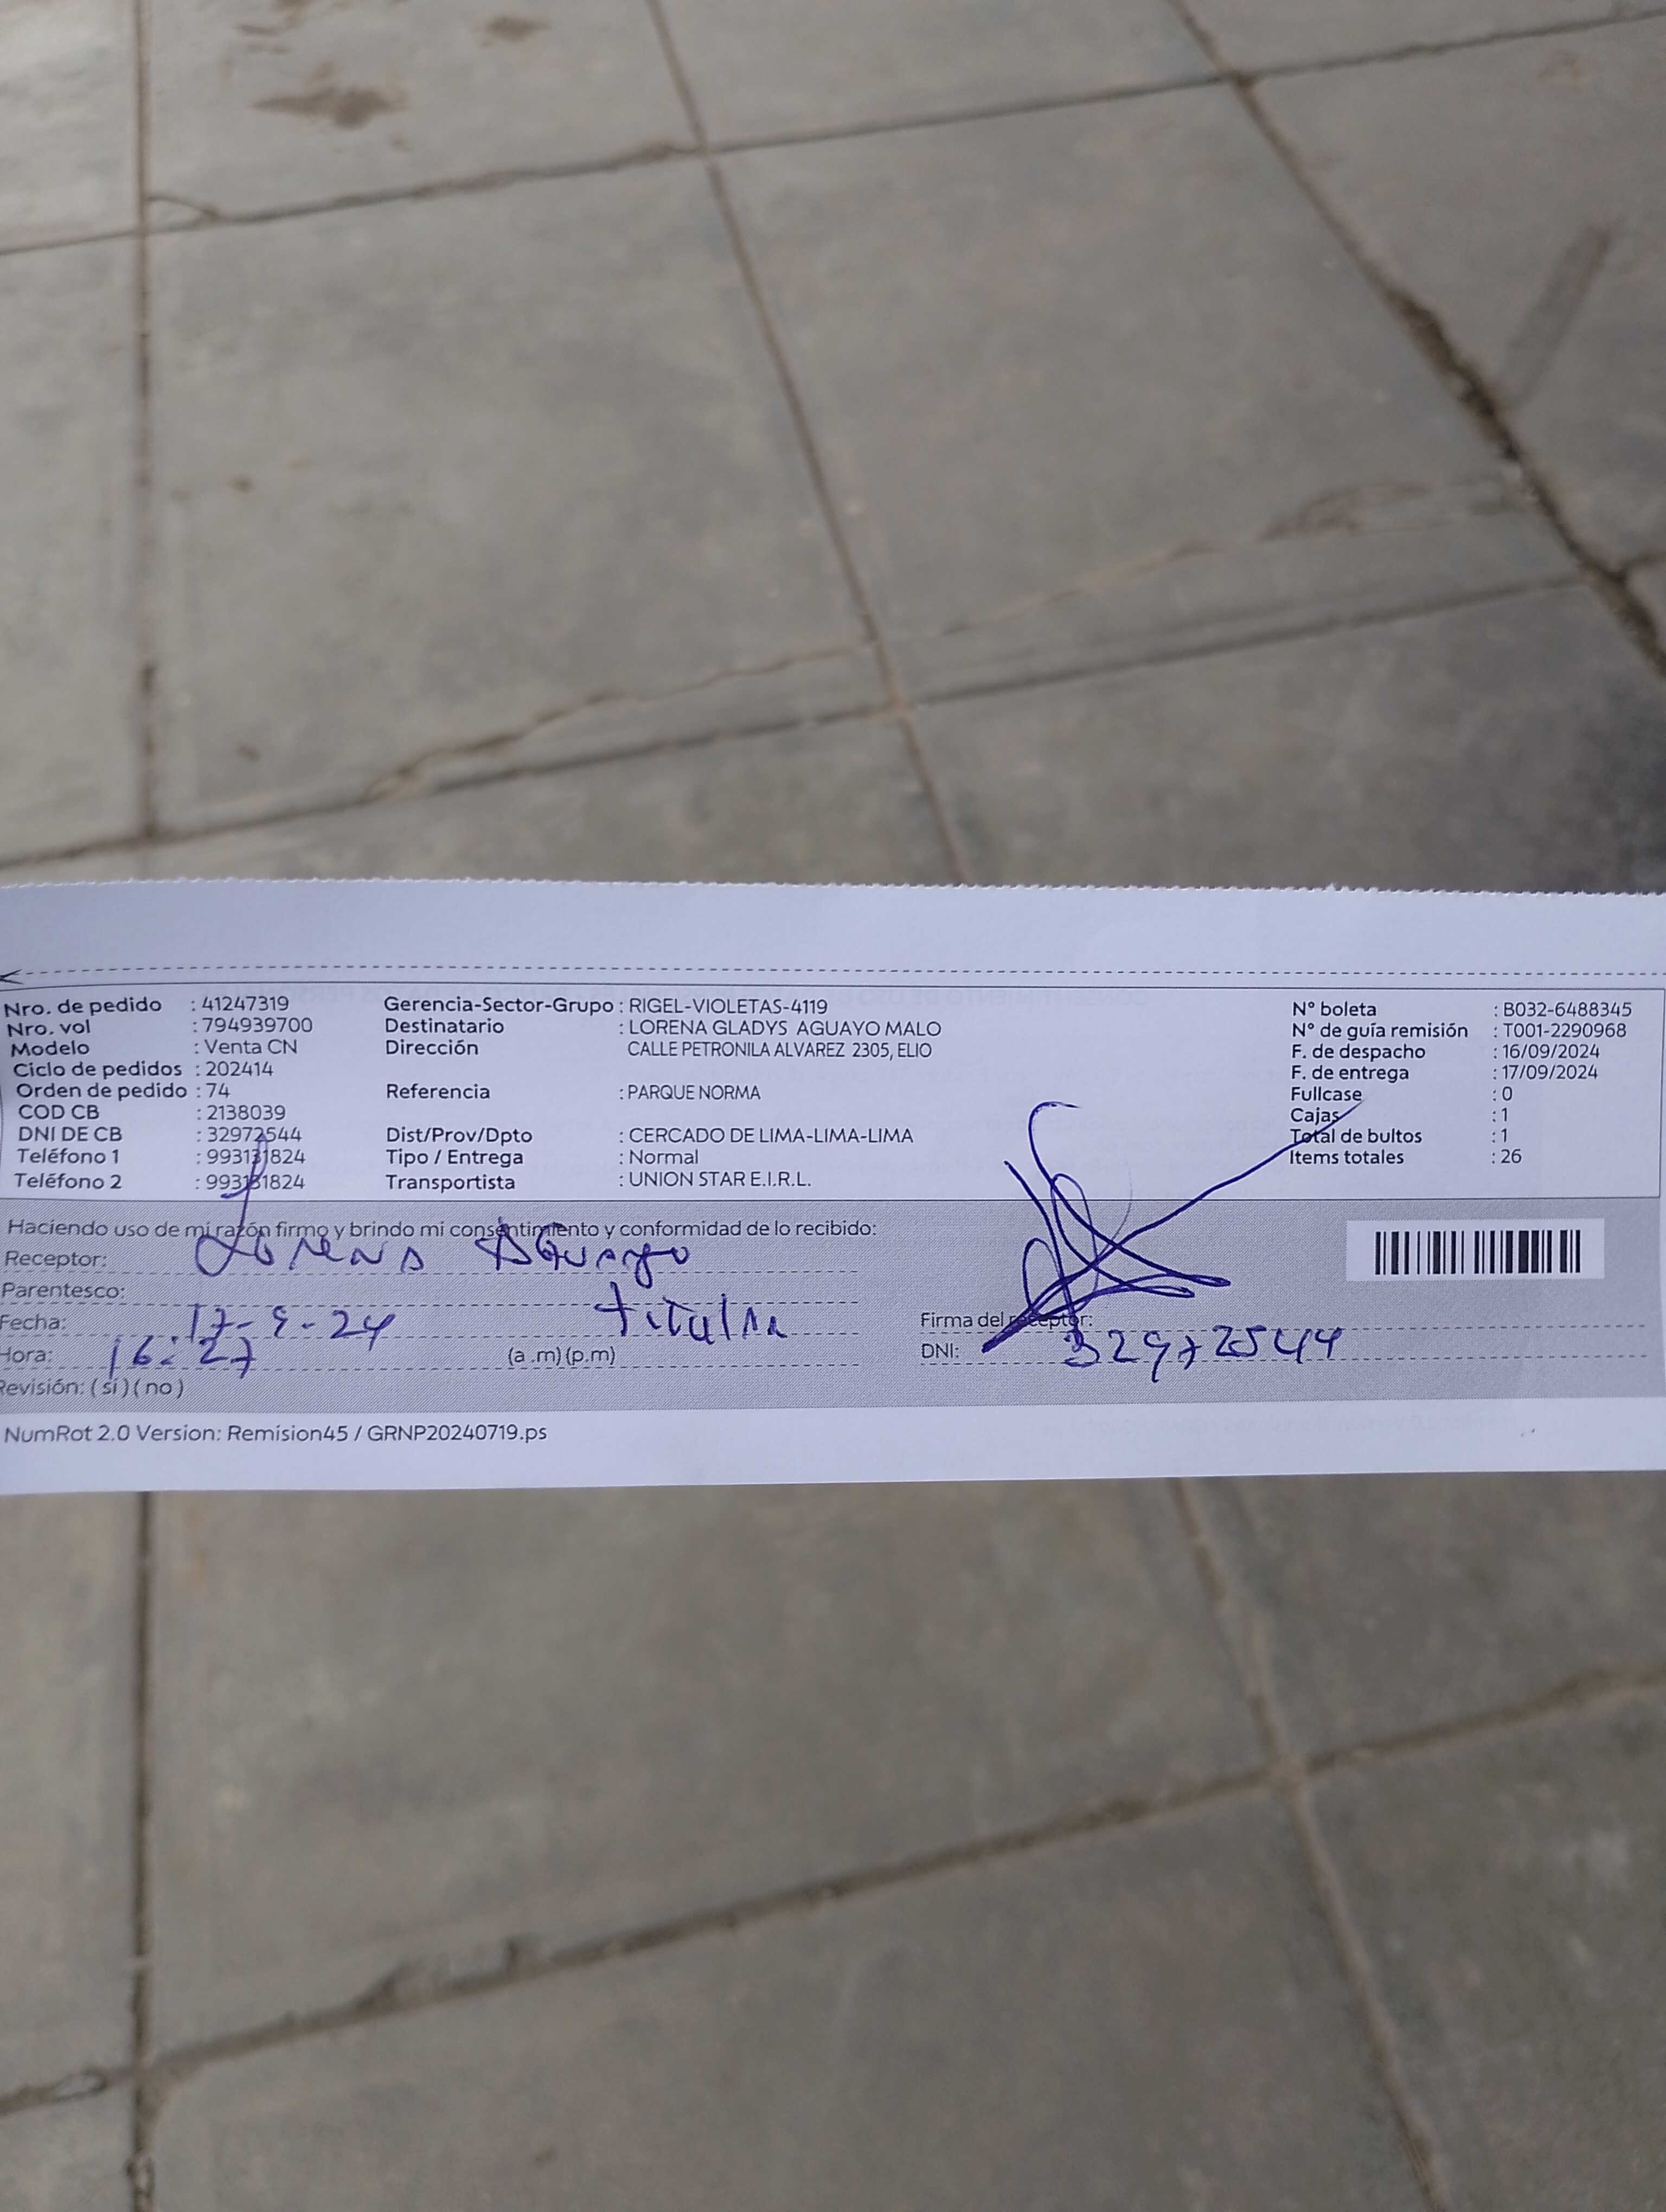 Nro. de pedido : 41247319 Gerencia-Sector-Grupo : RIGEL-VIOLETAS-4119 N° boleta : B032-6488345
Nro. vol : 794939700 Destinatario : LORENA GLADYS AGUAYO MALO N° de guía remisión : T001-2290968
Modelo : Venta CN Dirección CALLE PETRONILA ALVAREZ 2305, ELIO F. de despacho : 16/09/2024
Ciclo de pedidos : 202414 F. de entrega : 17/09/2024
Orden de pedido : 74 Referencia : PARQUE NORMA Fullcase : 0
COD CB : 2138039 Cajas : 1
DNI DE CB : 32972544 Dist/Prov/Dpto : CERCADO DE LIMA-LIMA-LIMA Total de bultos : 1
Teléfono 1 : 993131824 Tipo / Entrega : Normal Items totales : 26
Teléfono 2 : 993131824 Transportista : UNION STAR E.I.R.L.
Haciendo uso de mi razón firmo y brindo mi consentimiento y conformidad de lo recibido:
Receptor: Lorena Aguayo
Parentesco: titular
Fecha: 17-9-24 Firma del receptor:
Hora: 16:27 (a .m) (p.m) DNI: 32972544
Revisión: (si) (no)
NumRot 2.0 Version: Remision45 / GRNP20240719.ps